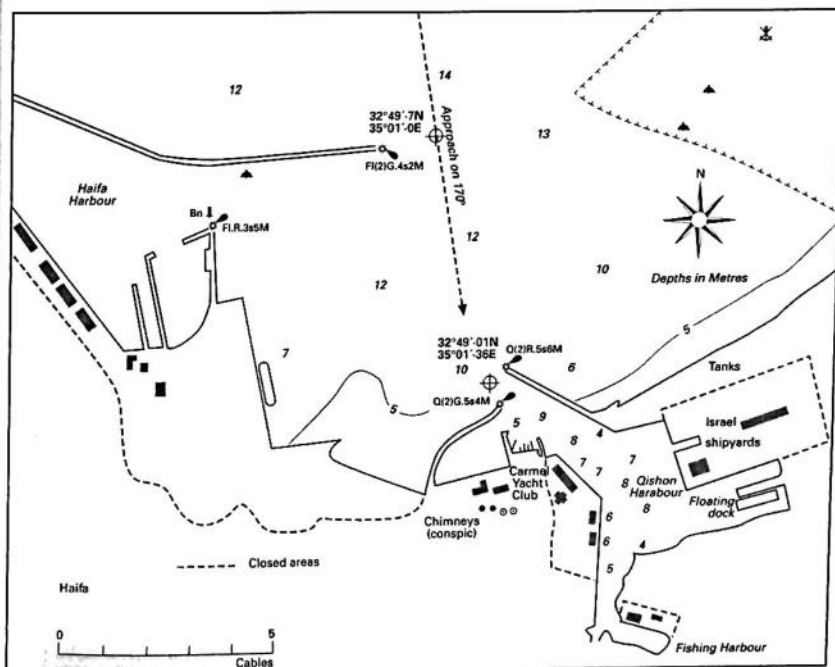 12
14
32°49'·7N
35°01'·0E
13
Approach on 170°
Fl(2)G.4s2M
N
Haifa
Harbour
Bn
Fl.R.3s5M
12
12
10
Depths in Metres
5
32°49'·01N
35°01'·36E
Q(2)R.5s6M
7
10
6
Tanks
5
Q(2)G.5s4M
Israel
shipyards
5
9
4
8
7
7
7
8
8
Qishon
Harabour
Carmel
Yacht
Club
Floating
dock
Chimneys
(conspic)
6
6
4
5
Closed areas
Haifa
0
5
Cables
Fishing Harbour